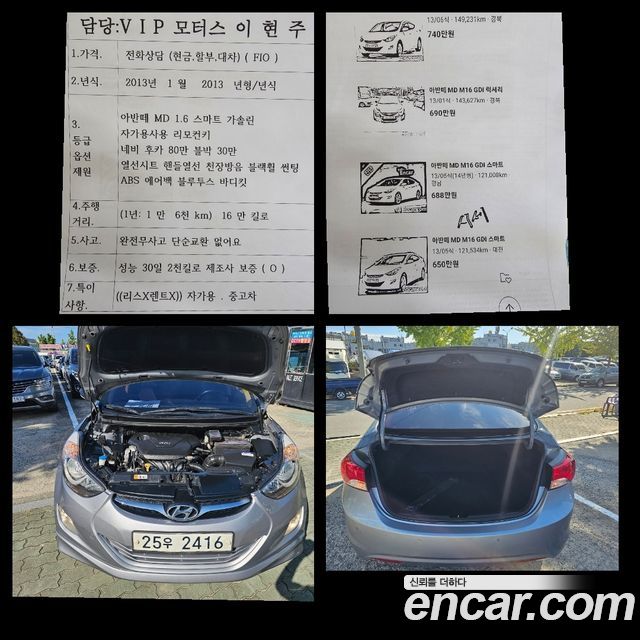 담당:V I P 모터스 이 현 주
1.가격. 전화상담 (현금,할부,대차) ( FIO )
2.년식. 2013년 1 월 2013 년형/년식
3.
등급
옵션
제원
아반떼 MD 1.6 스마트 가솔린
자가용사용 리모컨키
네비 후카 80만 블박 30만
열선시트 핸들열선 천장방음 블랙휠 썬팅
ABS 에어백 블루투스 바디킷
4.주행
거리.
(1년: 1 만 6천 km) 16 만 킬로
5.사고. 완전무사고 단순교환 없어요
6.보증. 성능 30일 2천킬로 제조사 보증 ( O )
7.특이
사항.
((리스X렌트X)) 자가용 . 중고차
13/05식 · 149,231km · 경북
740만원
아반떼 MD M16 GDI 럭셔리
13/01식 · 143,627km · 경북
690만원
아반떼 MD M16 GDI 스마트
13/06식(14년형) · 121,008km ·
경남
688만원
시세
아반떼 MD M16 GDI 스마트
13/05식 · 121,534km · 대전
650만원
25우 2416
신뢰를 더하다
encar.com